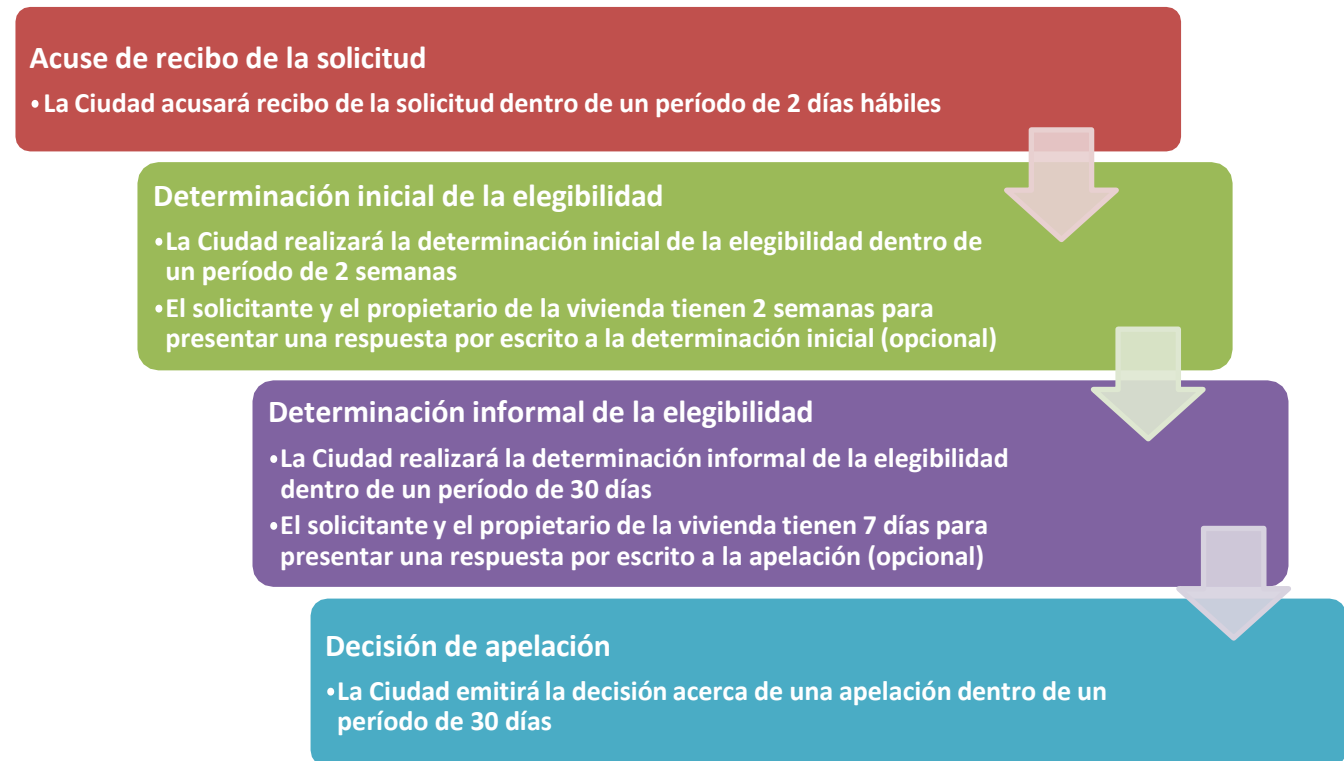 Acuse de recibo de la solicitud
•La Ciudad acusará recibo de la solicitud dentro de un período de 2 días hábiles
Determinación inicial de la elegibilidad
•La Ciudad realizará la determinación inicial de la elegibilidad dentro de
un período de 2 semanas
•El solicitante y el propietario de la vivienda tienen 2 semanas para
presentar una respuesta por escrito a la determinación inicial (opcional)
Determinación informal de la elegibilidad
•La Ciudad realizará la determinación informal de la elegibilidad
dentro de un período de 30 días
•El solicitante y el propietario de la vivienda tienen 7 días para
presentar una respuesta por escrito a la apelación (opcional)
Decisión de apelación
•La Ciudad emitirá la decisión acerca de una apelación dentro de un
período de 30 días